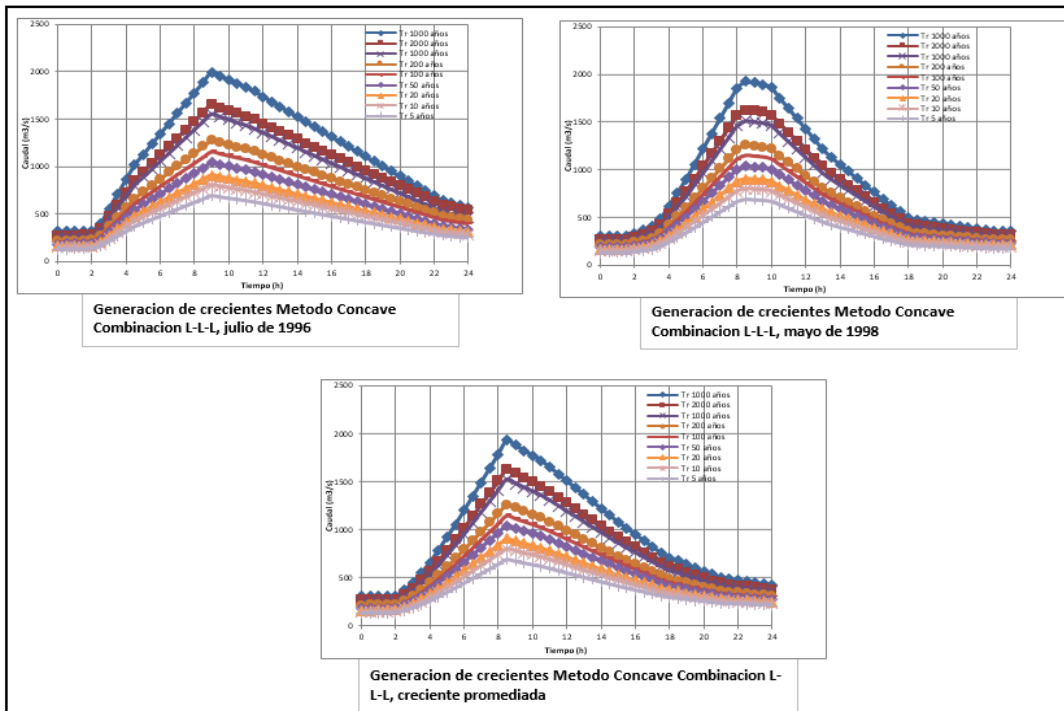 2500
2000
1500
1000
500
0
Caudal (m3/s)
0 2 4 6 8 10 12 14 16 18 20 22 24
Tiempo (h)
Tr 1000 años
Tr 2000 años
Tr 1000 años
Tr 200 años
Tr 100 años
Tr 50 años
Tr 20 años
Tr 10 años
Tr 5 años
Generacion de crecientes Metodo Concave
Combinacion L-L-L, julio de 1996
2500
2000
1500
1000
500
0
Caudal (m3/s)
0 2 4 6 8 10 12 14 16 18 20 22 24
Tiempo (h)
Tr 1000 años
Tr 2000 años
Tr 1000 años
Tr 200 años
Tr 100 años
Tr 50 años
Tr 20 años
Tr 10 años
Tr 5 años
Generacion de crecientes Metodo Concave
Combinacion L-L-L, mayo de 1998
2500
2000
1500
1000
500
0
Caudal (m3/s)
0 2 4 6 8 10 12 14 16 18 20 22 24
Tiempo (h)
Tr 1000 años
Tr 2000 años
Tr 1000 años
Tr 200 años
Tr 100 años
Tr 50 años
Tr 20 años
Tr 10 años
Tr 5 años
Generacion de crecientes Metodo Concave Combinacion L-
L-L, creciente promediada